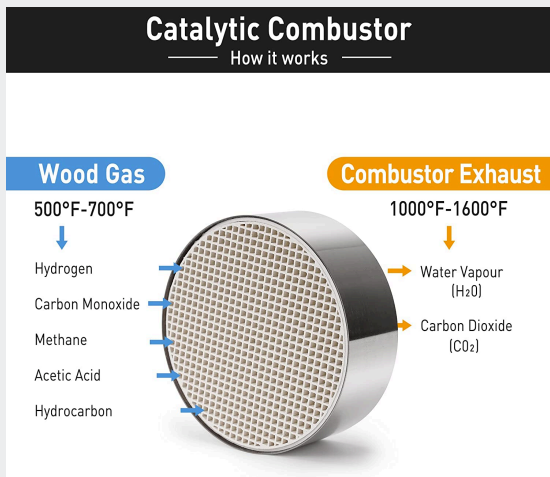 Catalytic Combustor
How it works
Wood Gas
500°F-700°F
Hydrogen
Carbon Monoxide
Methane
Acetic Acid
Hydrocarbon
Combustor Exhaust
1000°F-1600°F
Water Vapour
(H₂0)
Carbon Dioxide
(CO₂)